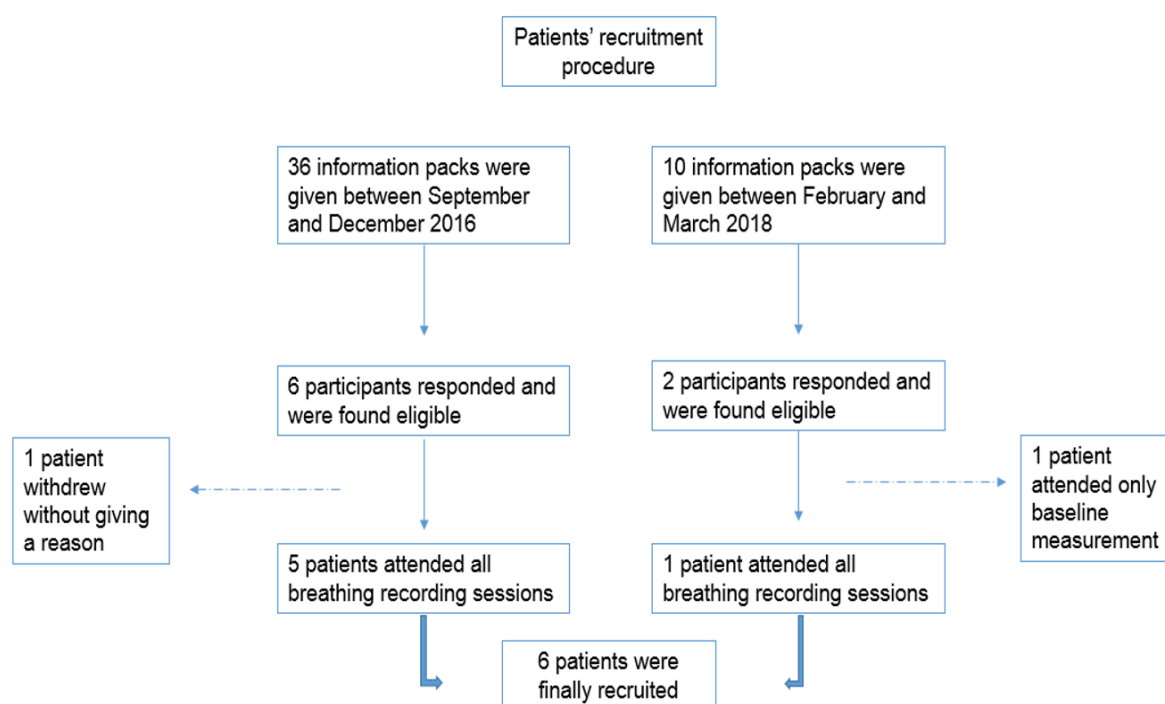 Patients’ recruitment
procedure
36 information packs were
given between September
and December 2016
10 information packs were
given between February and
March 2018
6 participants responded and
were found eligible
2 participants responded and
were found eligible
1 patient
withdrew
without giving
a reason
1 patient
attended only
baseline
measurement
5 patients attended all
breathing recording sessions
1 patient attended all
breathing recording sessions
6 patients were
finally recruited